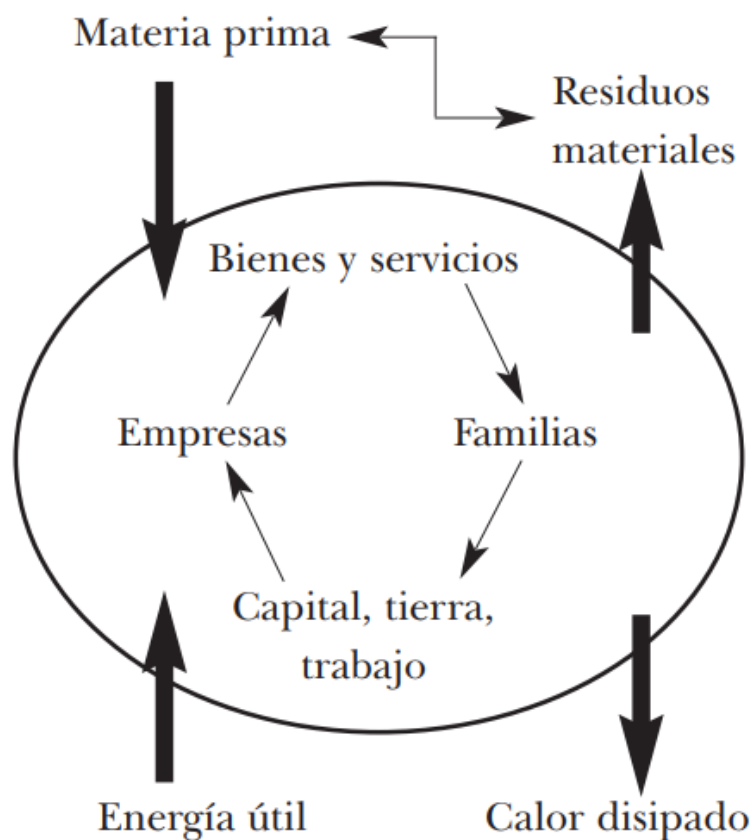 Materia prima
Residuos
materiales
Bienes y servicios
Empresas
Familias
Capital, tierra,
trabajo
Energía útil
Calor disipado